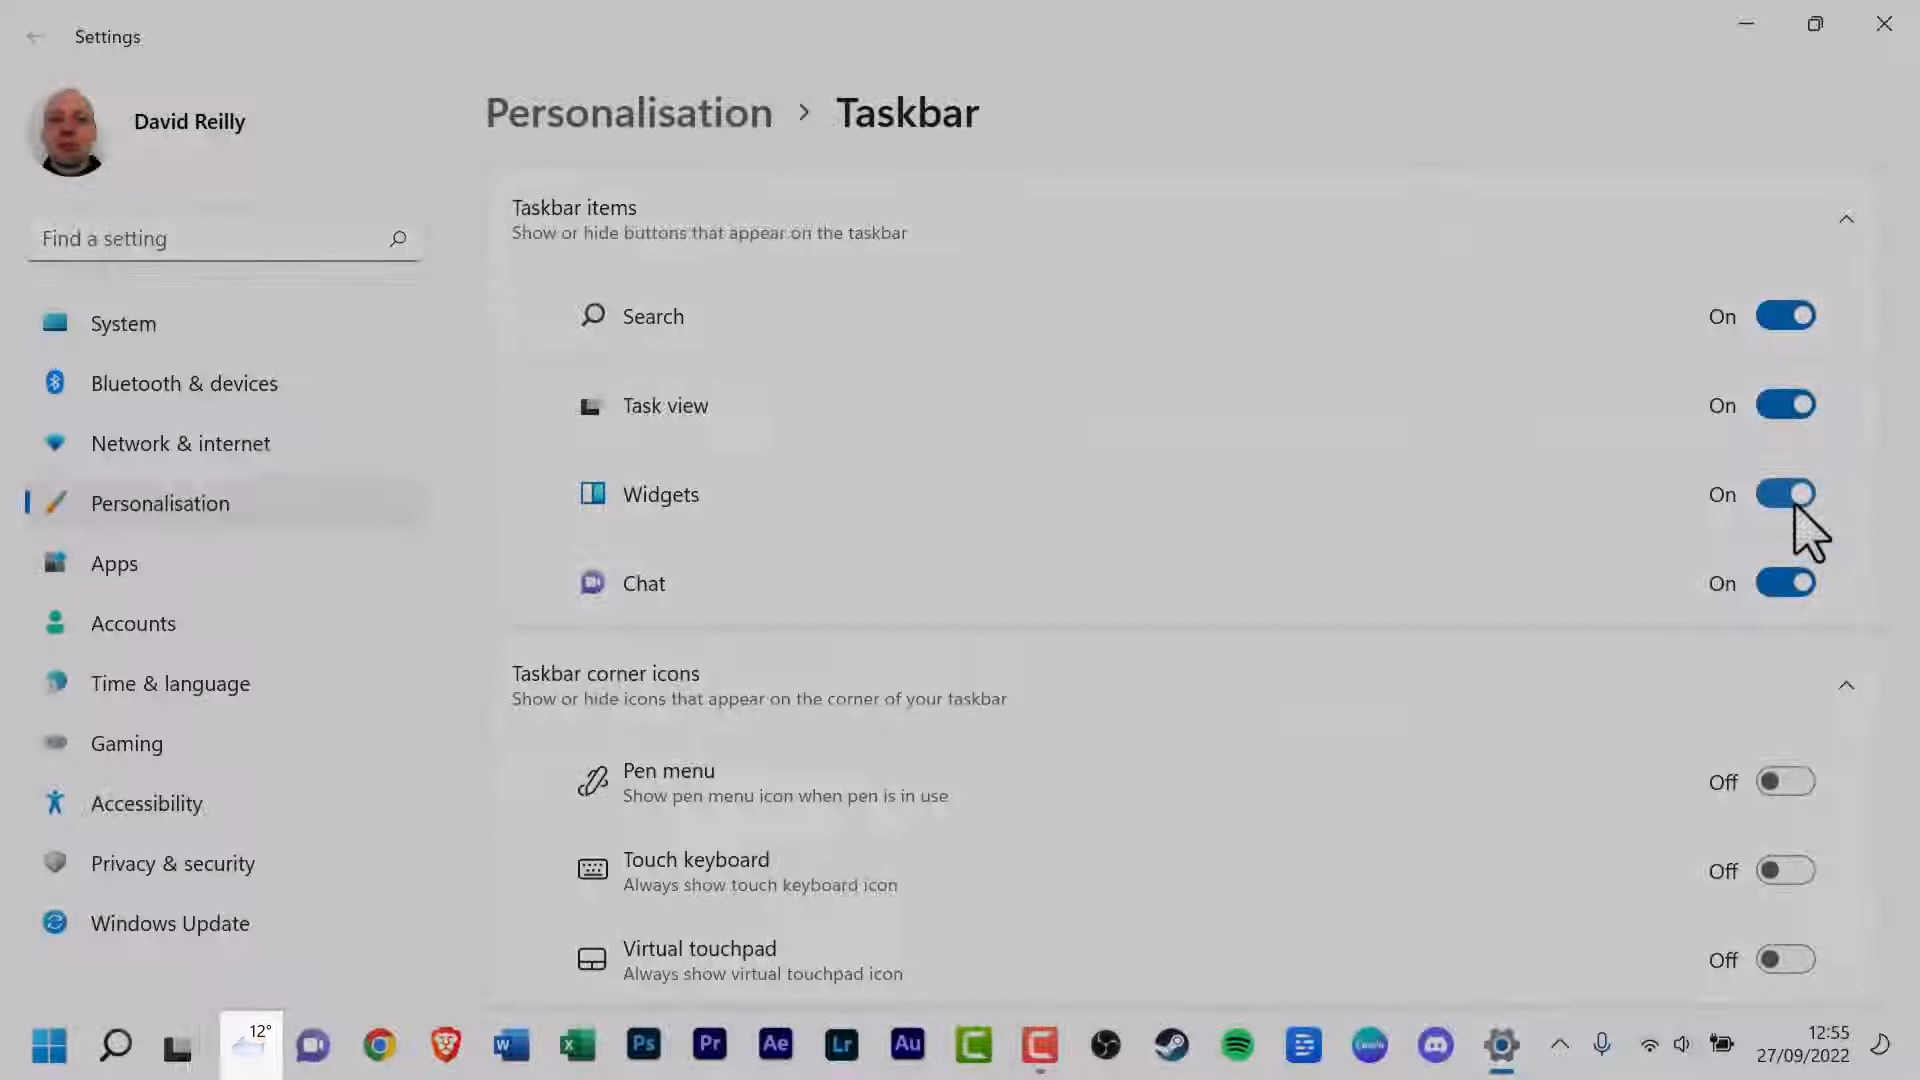 Settings
David Reilly
Find a setting
System
Bluetooth & devices
Network & internet
Personalisation
Apps
Accounts
Time & language
Gaming
Accessibility
Privacy & security
Windows Update
Personalisation > Taskbar
Taskbar items
Show or hide buttons that appear on the taskbar
Search On
Task view On
Widgets On
Chat On
Taskbar corner icons
Show or hide icons that appear on the corner of your taskbar
Pen menu
Show pen menu icon when pen is in use
Off
Touch keyboard
Always show touch keyboard icon
Off
Virtual touchpad
Always show virtual touchpad icon
Off
12°
W
X
Ps
Pr
Ae
Lr
Au
Canva
12:55
27/09/2022